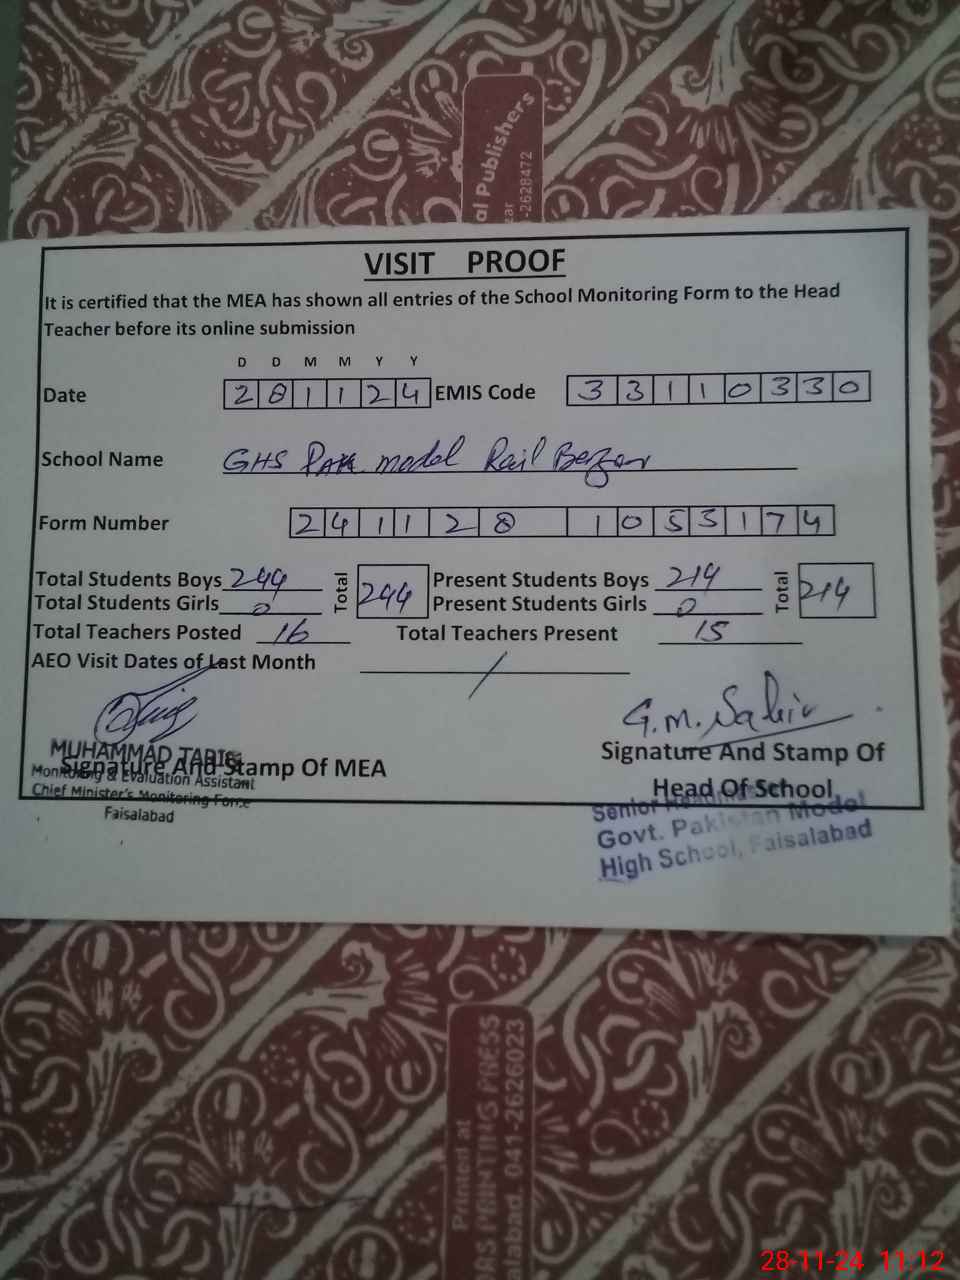 al Publishers
zar
-2628472
VISIT PROOF
It is certified that the MEA has shown all entries of the School Monitoring Form to the Head
Teacher before its online submission
D D M M Y Y
Date 2 8 1 1 2 4 EMIS Code 3 3 1 1 0 3 3 0
School Name GHS Pak model Rail Bazar
Form Number 2 4 1 1 2 8 1 0 5 3 1 7 4
Total Students Boys 244 Total 244 Present Students Boys 214 Total 214
Total Students Girls 0 Present Students Girls 0
Total Teachers Posted 16 Total Teachers Present 15
AEO Visit Dates of Last Month /
G.M. Sabir
MUHAMMAD TARIQ
Signature And Stamp Of MEA
Signature And Stamp Of
Head Of School
Monitoring & Evaluation Assistant
Chief Minister's Monitoring Force
Faisalabad
Senior Headmaster
Govt. Pakistan Model
High School, Faisalabad
Printed at
AS PRINTING PRESS
abad. 041-2626023
28-11-24 11:12